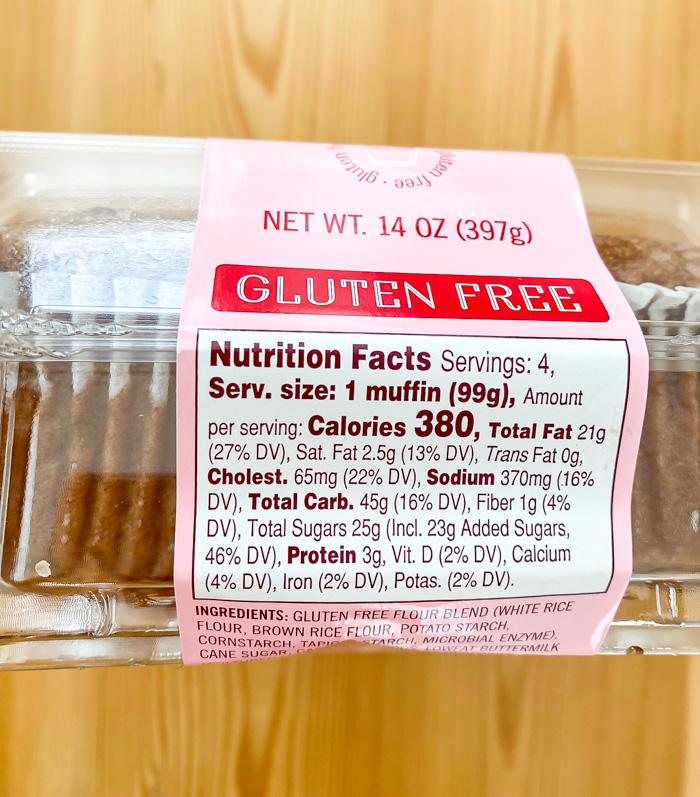 gluten free · gluten
NET WT. 14 OZ (397g)
GLUTEN FREE
Nutrition Facts Servings: 4,
Serv. size: 1 muffin (99g), Amount
per serving: Calories 380, Total Fat 21g
(27% DV), Sat. Fat 2.5g (13% DV), Trans Fat 0g,
Cholest. 65mg (22% DV), Sodium 370mg (16%
DV), Total Carb. 45g (16% DV), Fiber 1g (4%
DV), Total Sugars 25g (Incl. 23g Added Sugars,
46% DV), Protein 3g, Vit. D (2% DV), Calcium
(4% DV), Iron (2% DV), Potas. (2% DV).
INGREDIENTS: GLUTEN FREE FLOUR BLEND (WHITE RICE
FLOUR, BROWN RICE FLOUR, POTATO STARCH,
CORNSTARCH, STARCH, MICROBIAL ENZYME),
CANE SUGAR, LOWFAT BUTTERMILK